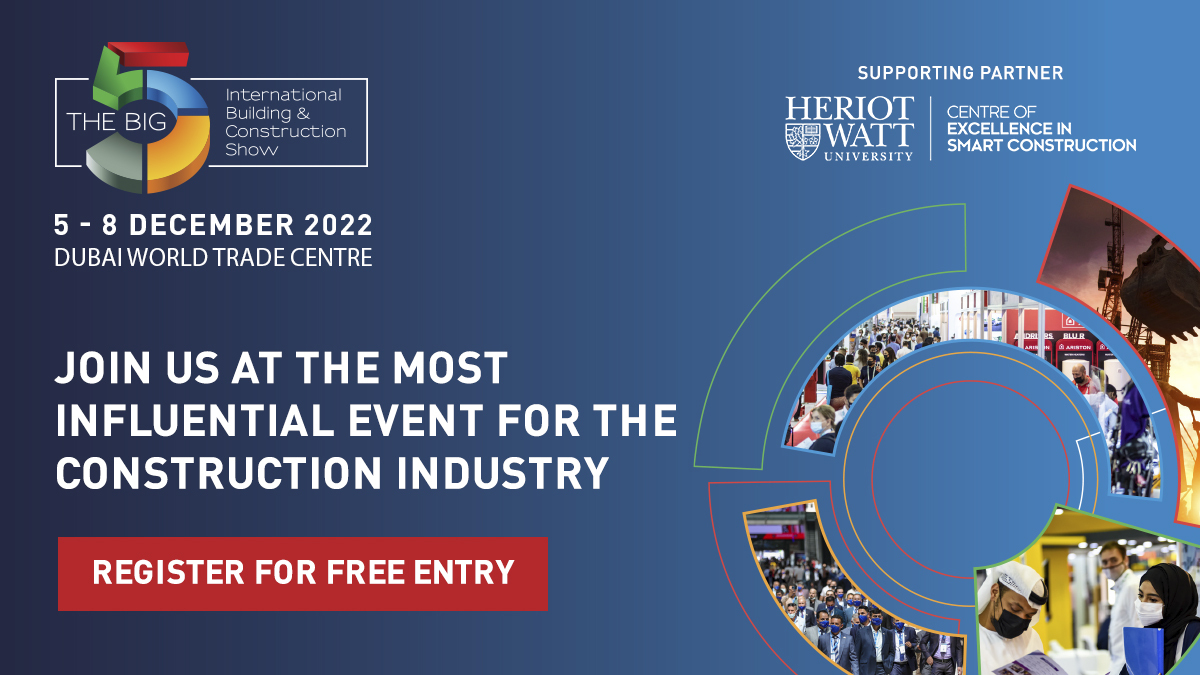 THE BIG 5
International
Building &
Construction
Show
5 - 8 DECEMBER 2022
DUBAI WORLD TRADE CENTRE
SUPPORTING PARTNER
HERIOT
WATT
UNIVERSITY
CENTRE OF
EXCELLENCE IN
SMART CONSTRUCTION
JOIN US AT THE MOST
INFLUENTIAL EVENT FOR THE
CONSTRUCTION INDUSTRY
REGISTER FOR FREE ENTRY
ARISTON
ARISTON